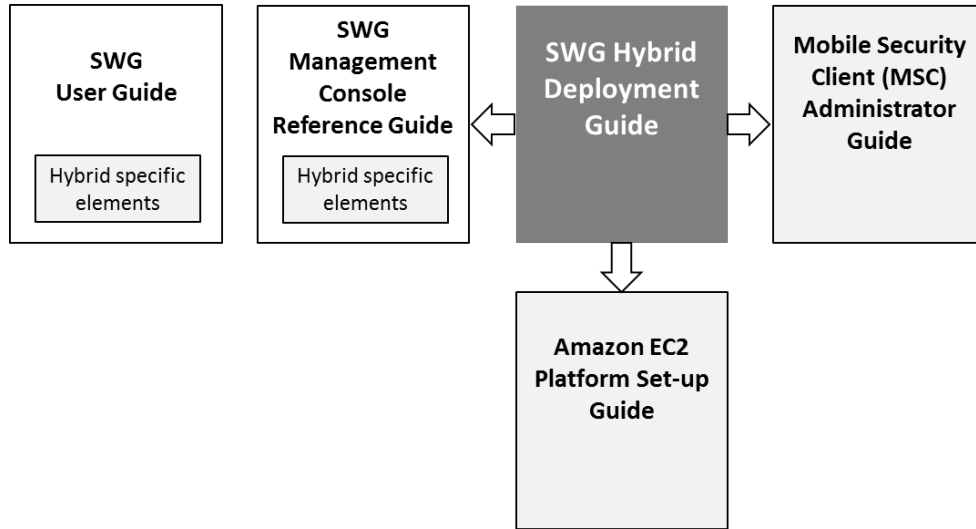 SWG
User Guide
Hybrid specific
elements
SWG
Management
Console
Reference Guide
Hybrid specific
elements
SWG Hybrid
Deployment
Guide
Mobile Security
Client (MSC)
Administrator
Guide
Amazon EC2
Platform Set-up
Guide